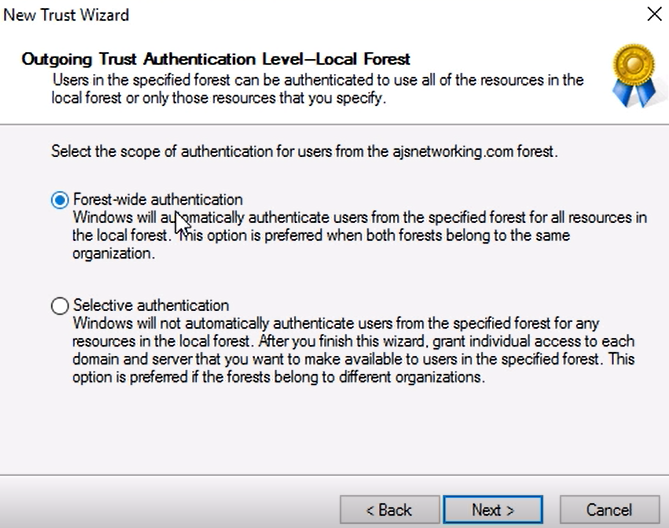 New Trust Wizard
Outgoing Trust Authentication Level--Local Forest
Users in the specified forest can be authenticated to use all of the resources in the
local forest or only those resources that you specify.
Select the scope of authentication for users from the ajsnetworking.com forest.
Forest-wide authentication
Windows will automatically authenticate users from the specified forest for all resources in
the local forest. This option is preferred when both forests belong to the same
organization.
Selective authentication
Windows will not automatically authenticate users from the specified forest for any
resources in the local forest. After you finish this wizard, grant individual access to each
domain and server that you want to make available to users in the specified forest. This
option is preferred if the forests belong to different organizations.
< Back Next > Cancel